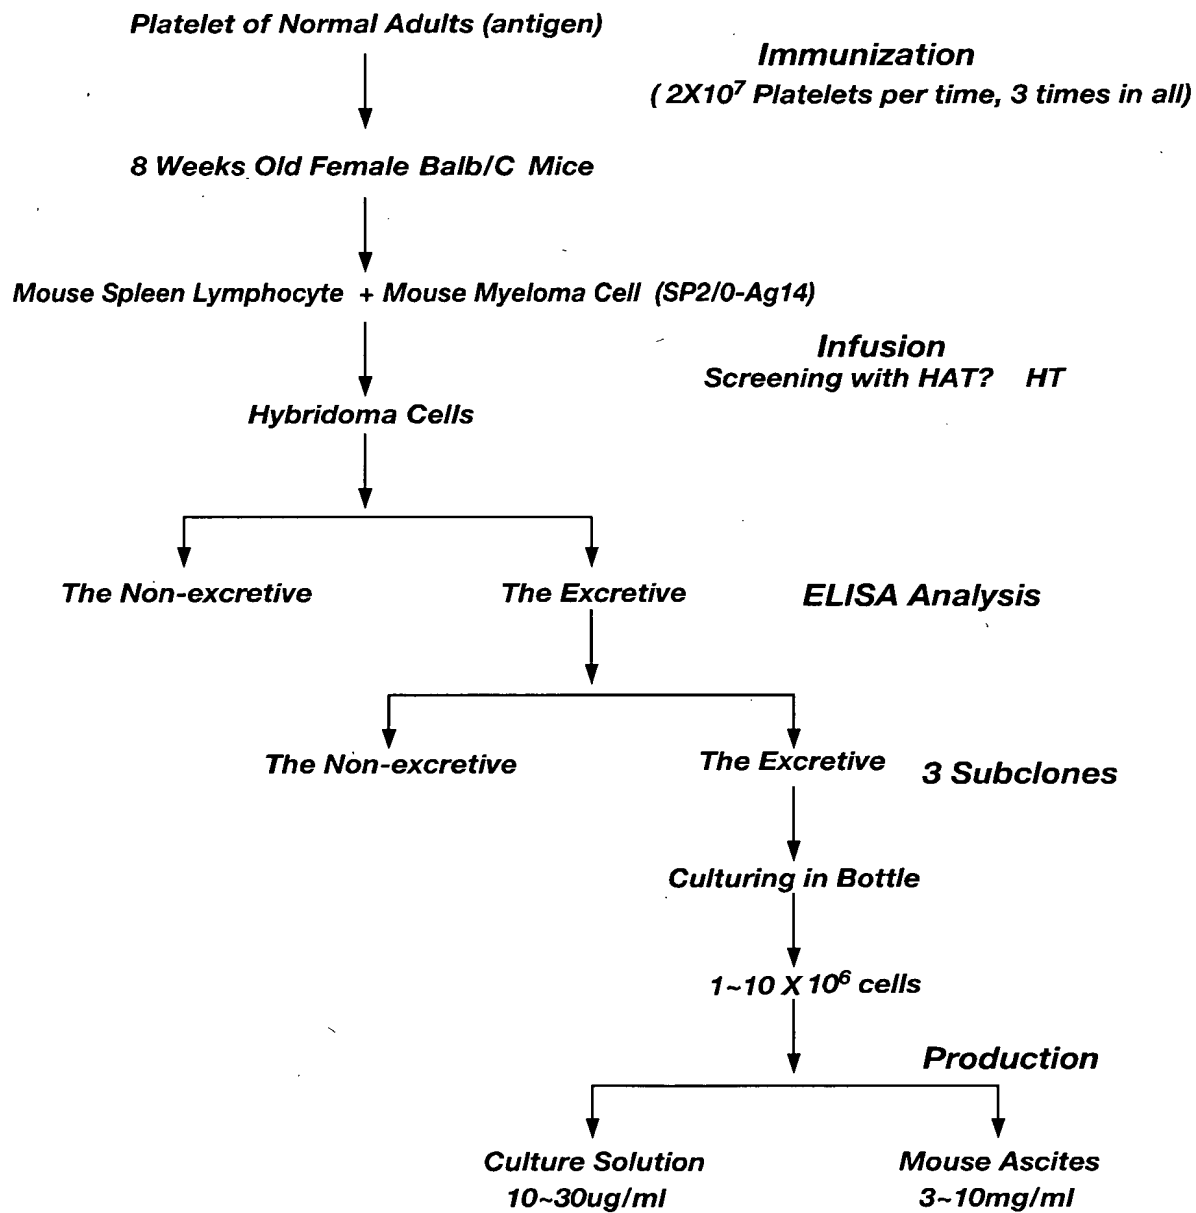 Platelet of Normal Adults (antigen)
Immunization
( 2X10⁷ Platelets per time, 3 times in all)
8 Weeks Old Female Balb/C Mice
Mouse Spleen Lymphocyte + Mouse Myeloma Cell (SP2/0-Ag14)
Infusion
Screening with HAT? HT
Hybridoma Cells
The Non-excretive
The Excretive
ELISA Analysis
The Non-excretive
The Excretive
3 Subclones
Culturing in Bottle
1~10 X 10⁶ cells
Production
Culture Solution
10~30ug/ml
Mouse Ascites
3~10mg/ml